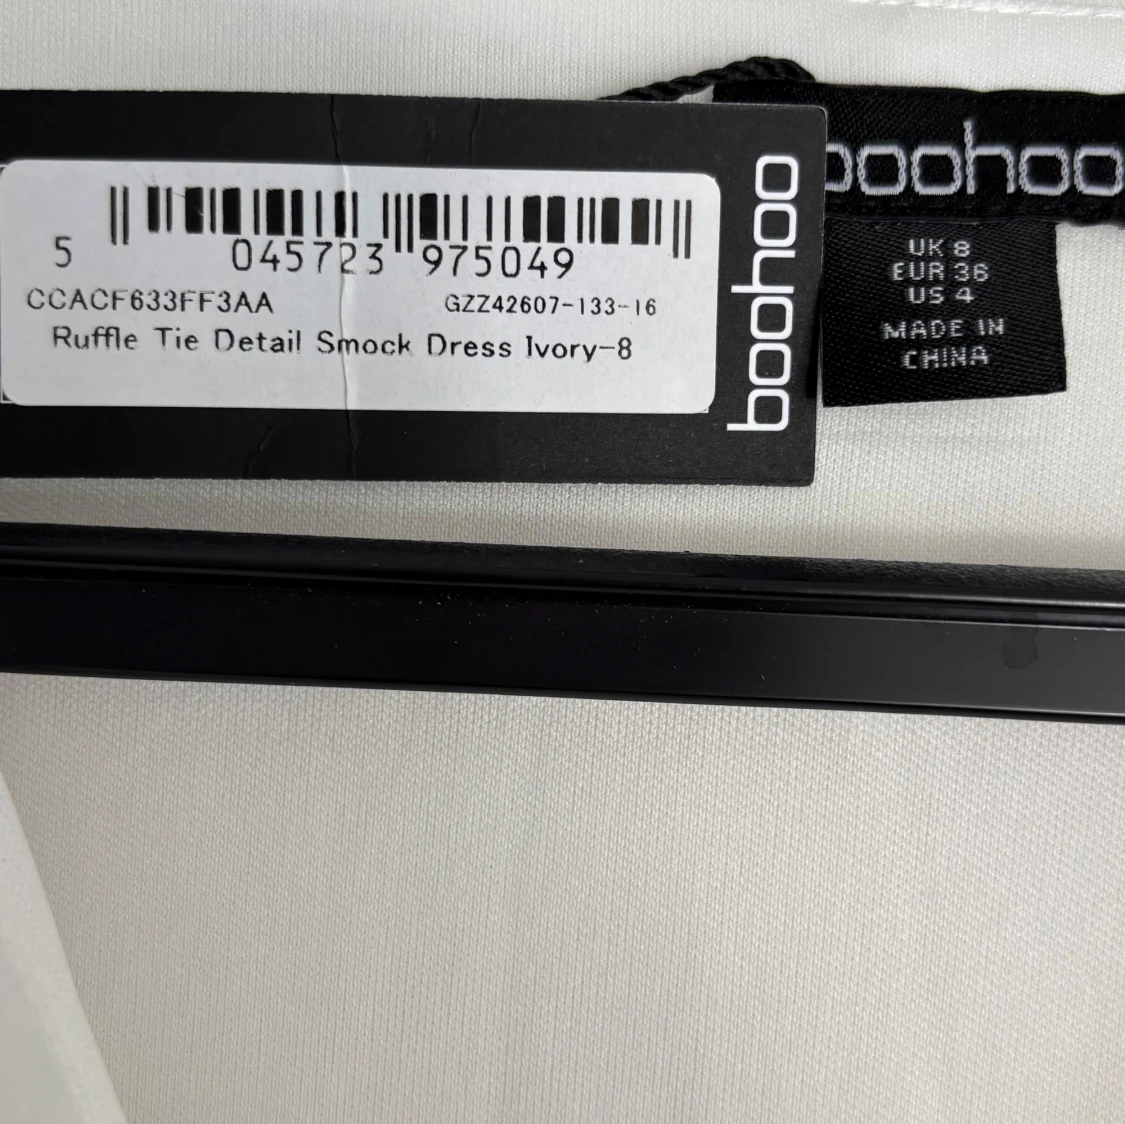 5 045723 975049
CCACF633FF3AA GZZ42607-133-16
Ruffle Tie Detail Smock Dress Ivory-8
boohoo
boohoo
UK 8
EUR 36
US 4
MADE IN
CHINA